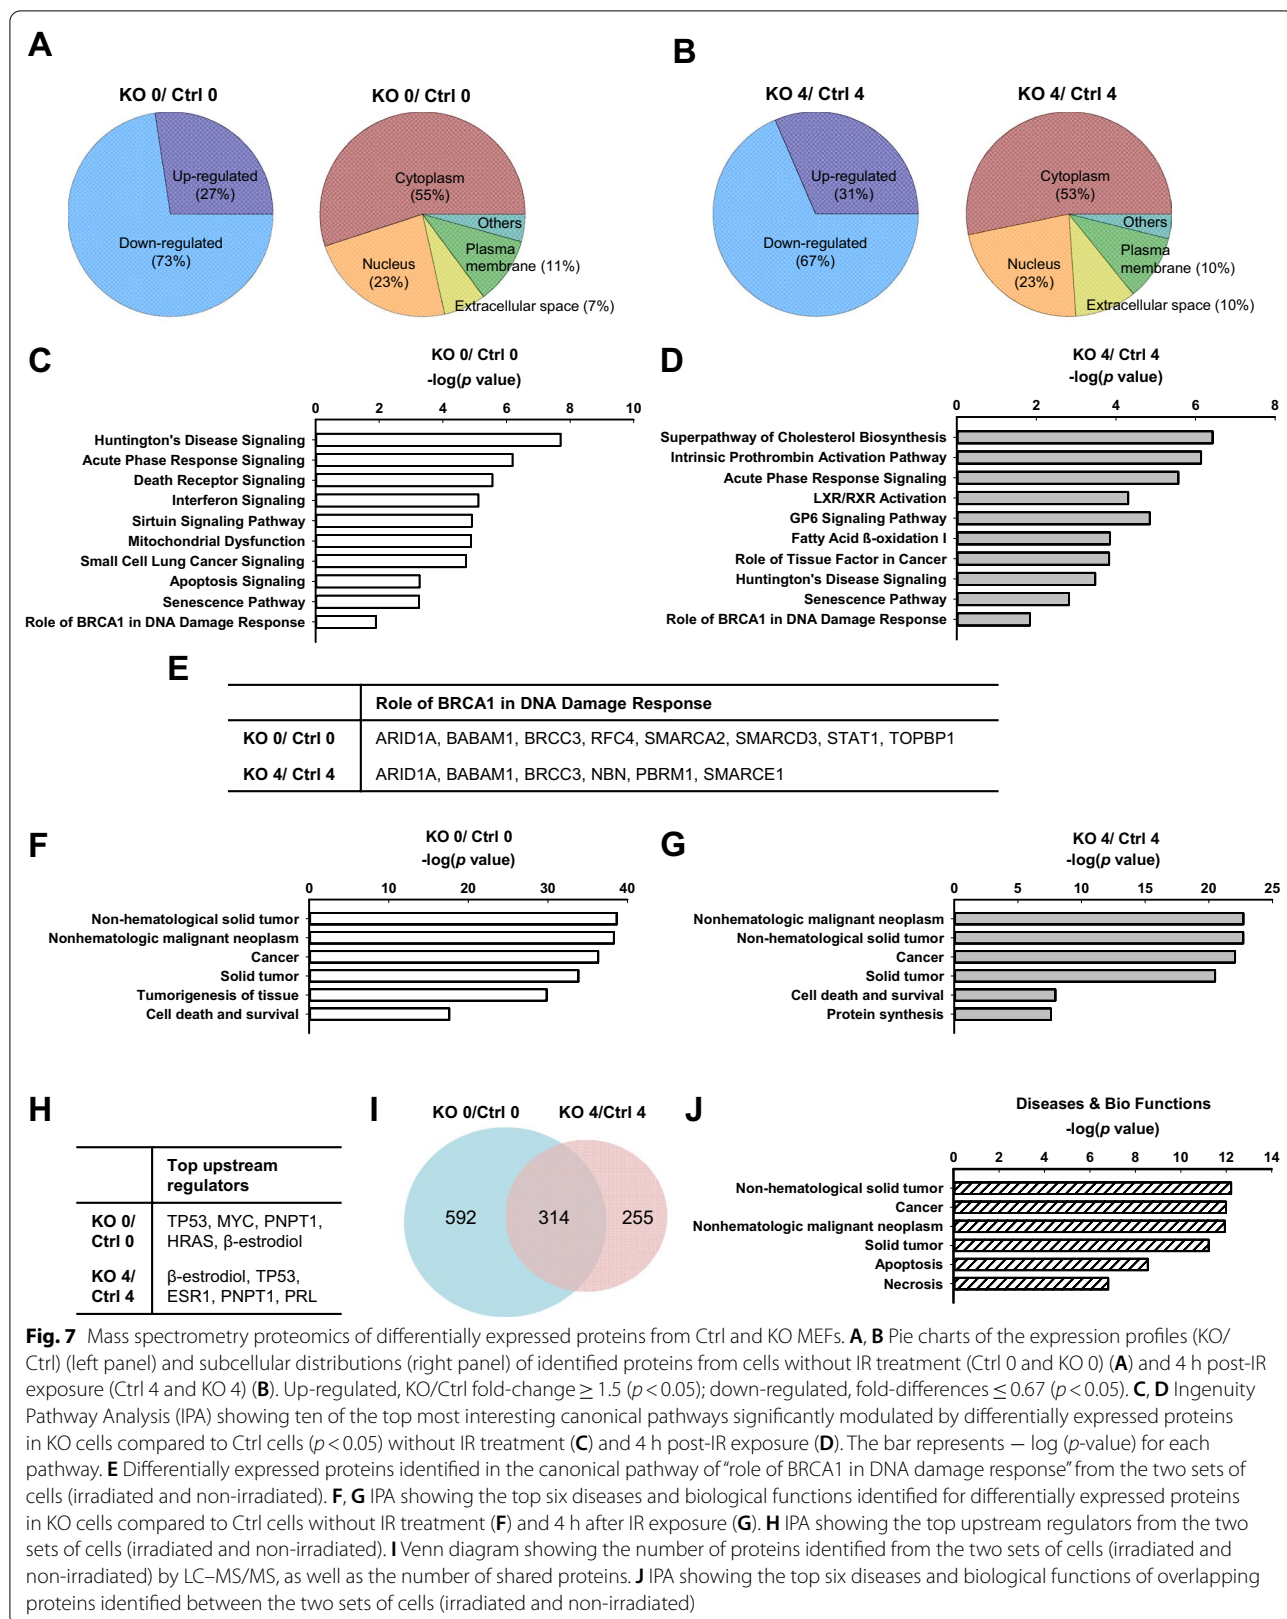 A
KO 0/ Ctrl 0
Up-regulated
(27%)
Down-regulated
(73%)
KO 0/ Ctrl 0
Cytoplasm
(55%)
Others
Plasma
membrane (11%)
Nucleus
(23%)
Extracellular space (7%)
B
KO 4/ Ctrl 4
Up-regulated
(31%)
Down-regulated
(67%)
KO 4/ Ctrl 4
Cytoplasm
(53%)
Others
Plasma
membrane (10%)
Nucleus
(23%)
Extracellular space (10%)
C
KO 0/ Ctrl 0
-log(p value)
0 2 4 6 8 10
Huntington's Disease Signaling
Acute Phase Response Signaling
Death Receptor Signaling
Interferon Signaling
Sirtuin Signaling Pathway
Mitochondrial Dysfunction
Small Cell Lung Cancer Signaling
Apoptosis Signaling
Senescence Pathway
Role of BRCA1 in DNA Damage Response
D
KO 4/ Ctrl 4
-log(p value)
0 2 4 6 8
Superpathway of Cholesterol Biosynthesis
Intrinsic Prothrombin Activation Pathway
Acute Phase Response Signaling
LXR/RXR Activation
GP6 Signaling Pathway
Fatty Acid ß-oxidation I
Role of Tissue Factor in Cancer
Huntington's Disease Signaling
Senescence Pathway
Role of BRCA1 in DNA Damage Response
E
Role of BRCA1 in DNA Damage Response
KO 0/ Ctrl 0 ARID1A, BABAM1, BRCC3, RFC4, SMARCA2, SMARCD3, STAT1, TOPBP1
KO 4/ Ctrl 4 ARID1A, BABAM1, BRCC3, NBN, PBRM1, SMARCE1
F
KO 0/ Ctrl 0
-log(p value)
0 10 20 30 40
Non-hematological solid tumor
Nonhematologic malignant neoplasm
Cancer
Solid tumor
Tumorigenesis of tissue
Cell death and survival
G
KO 4/ Ctrl 4
-log(p value)
0 5 10 15 20 25
Nonhematologic malignant neoplasm
Non-hematological solid tumor
Cancer
Solid tumor
Cell death and survival
Protein synthesis
H
Top upstream
regulators
KO 0/ TP53, MYC, PNPT1,
Ctrl 0 HRAS, β-estrodiol
KO 4/ β-estrodiol, TP53,
Ctrl 4 ESR1, PNPT1, PRL
I
KO 0/Ctrl 0 KO 4/Ctrl 4
592 314 255
J
Diseases & Bio Functions
-log(p value)
0 2 4 6 8 10 12 14
Non-hematological solid tumor
Cancer
Nonhematologic malignant neoplasm
Solid tumor
Apoptosis
Necrosis
Fig. 7 Mass spectrometry proteomics of differentially expressed proteins from Ctrl and KO MEFs. A, B Pie charts of the expression profiles (KO/
Ctrl) (left panel) and subcellular distributions (right panel) of identified proteins from cells without IR treatment (Ctrl 0 and KO 0) (A) and 4 h post-IR
exposure (Ctrl 4 and KO 4) (B). Up-regulated, KO/Ctrl fold-change ≥ 1.5 (p < 0.05); down-regulated, fold-differences ≤ 0.67 (p < 0.05). C, D Ingenuity
Pathway Analysis (IPA) showing ten of the top most interesting canonical pathways significantly modulated by differentially expressed proteins
in KO cells compared to Ctrl cells (p < 0.05) without IR treatment (C) and 4 h post-IR exposure (D). The bar represents − log (p-value) for each
pathway. E Differentially expressed proteins identified in the canonical pathway of “role of BRCA1 in DNA damage response” from the two sets of
cells (irradiated and non-irradiated). F, G IPA showing the top six diseases and biological functions identified for differentially expressed proteins
in KO cells compared to Ctrl cells without IR treatment (F) and 4 h after IR exposure (G). H IPA showing the top upstream regulators from the two
sets of cells (irradiated and non-irradiated). I Venn diagram showing the number of proteins identified from the two sets of cells (irradiated and
non-irradiated) by LC–MS/MS, as well as the number of shared proteins. J IPA showing the top six diseases and biological functions of overlapping
proteins identified between the two sets of cells (irradiated and non-irradiated)